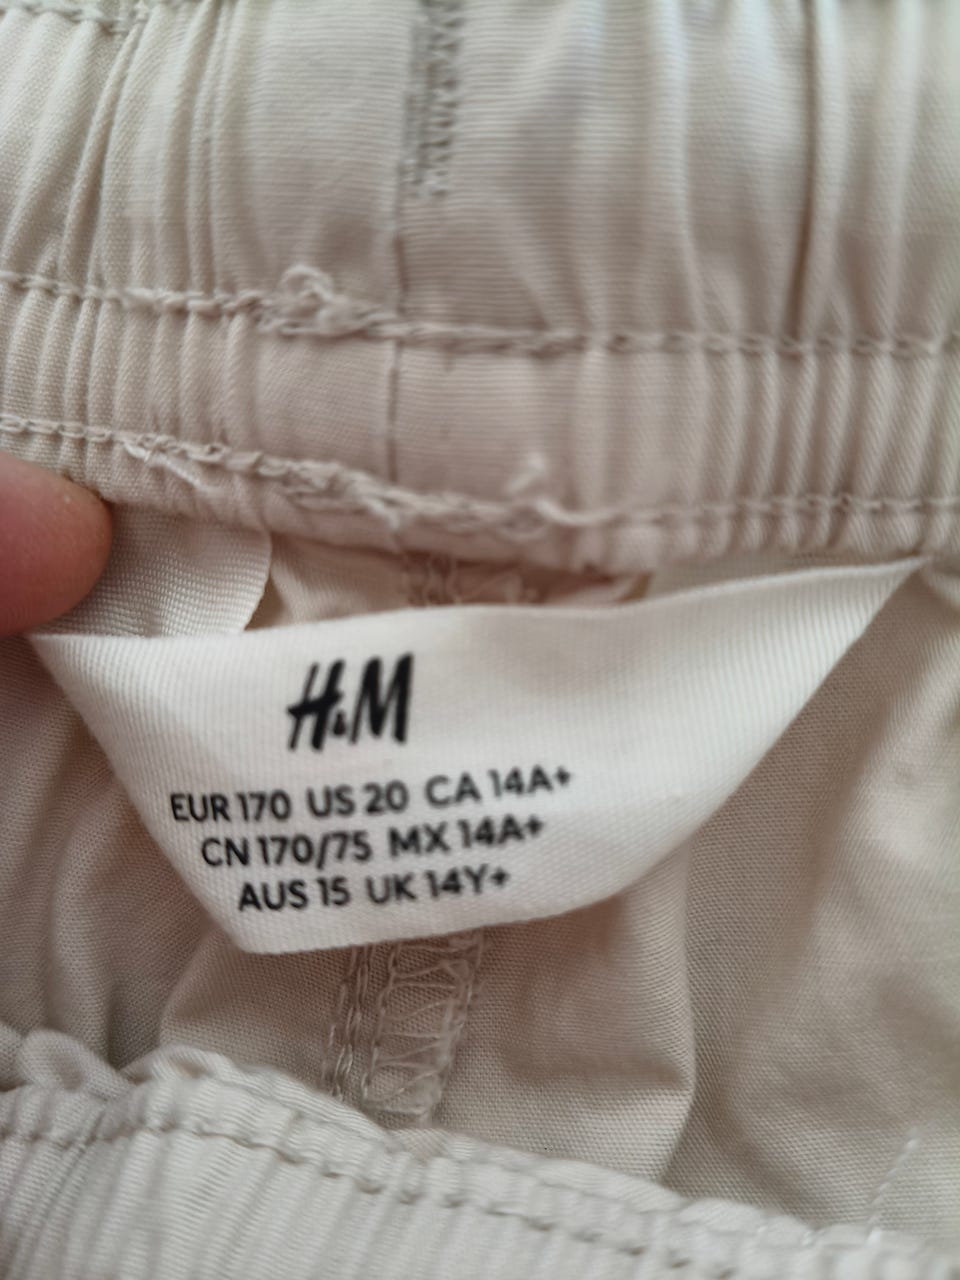 H&M
EUR 170 US 20 CA 14A+
CN 170/75 MX 14A+
AUS 15 UK 14Y+